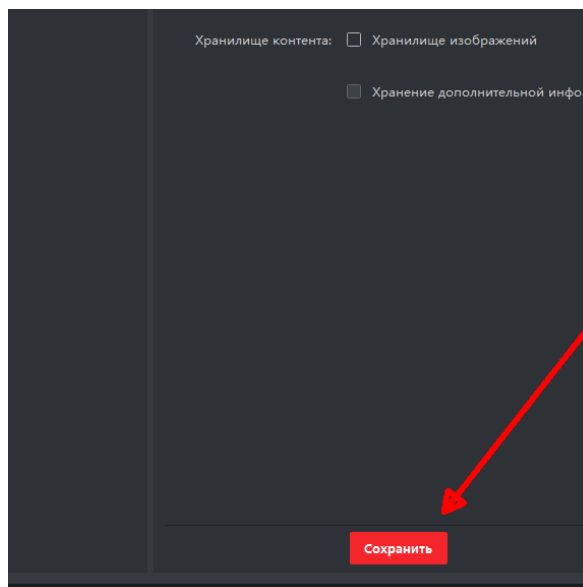 Хранилище контента: Хранилище изображений
Хранение дополнительной инфо
Сохранить